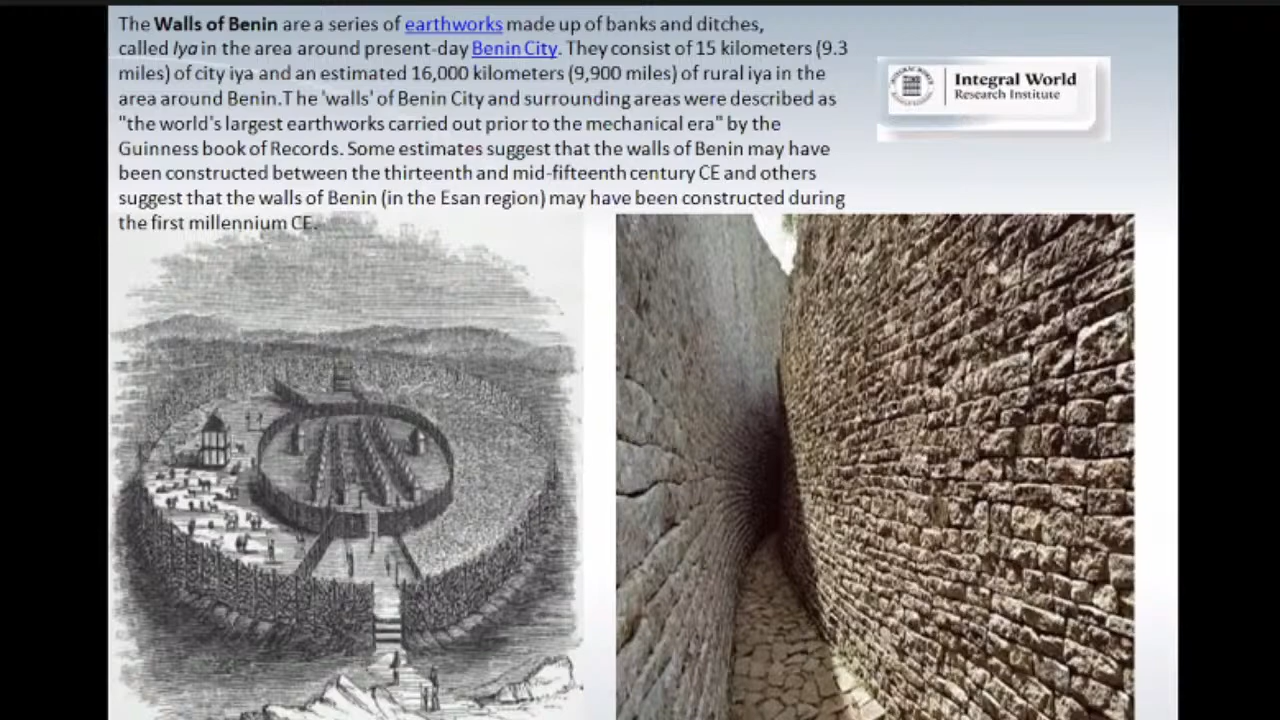 The Walls of Benin are a series of earthworks made up of banks and ditches,
called Iya in the area around present-day Benin City. They consist of 15 kilometers (9.3
miles) of city iya and an estimated 16,000 kilometers (9,900 miles) of rural iya in the
area around Benin.The 'walls' of Benin City and surrounding areas were described as
"the world's largest earthworks carried out prior to the mechanical era" by the
Guinness book of Records. Some estimates suggest that the walls of Benin may have
been constructed between the thirteenth and mid-fifteenth century CE and others
suggest that the walls of Benin (in the Esan region) may have been constructed during
the first millennium CE.
Integral World
Research Institute